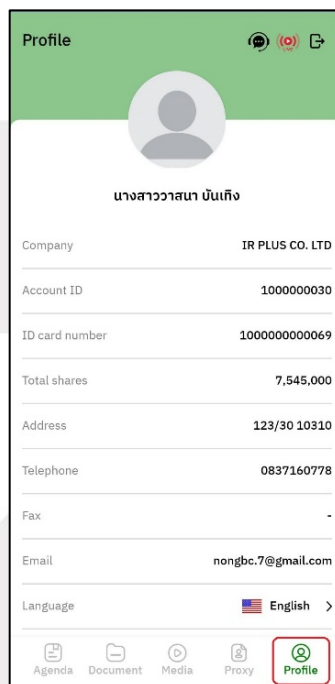 Profile
LIVE
นางสาววาสนา บันเทิง
Company IR PLUS CO. LTD
Account ID 1000000030
ID card number 1000000000069
Total shares 7,545,000
Address 123/30 10310
Telephone 0837160778
Fax -
Email nongbc.7@gmail.com
Language English >
Agenda Document Media Proxy Profile